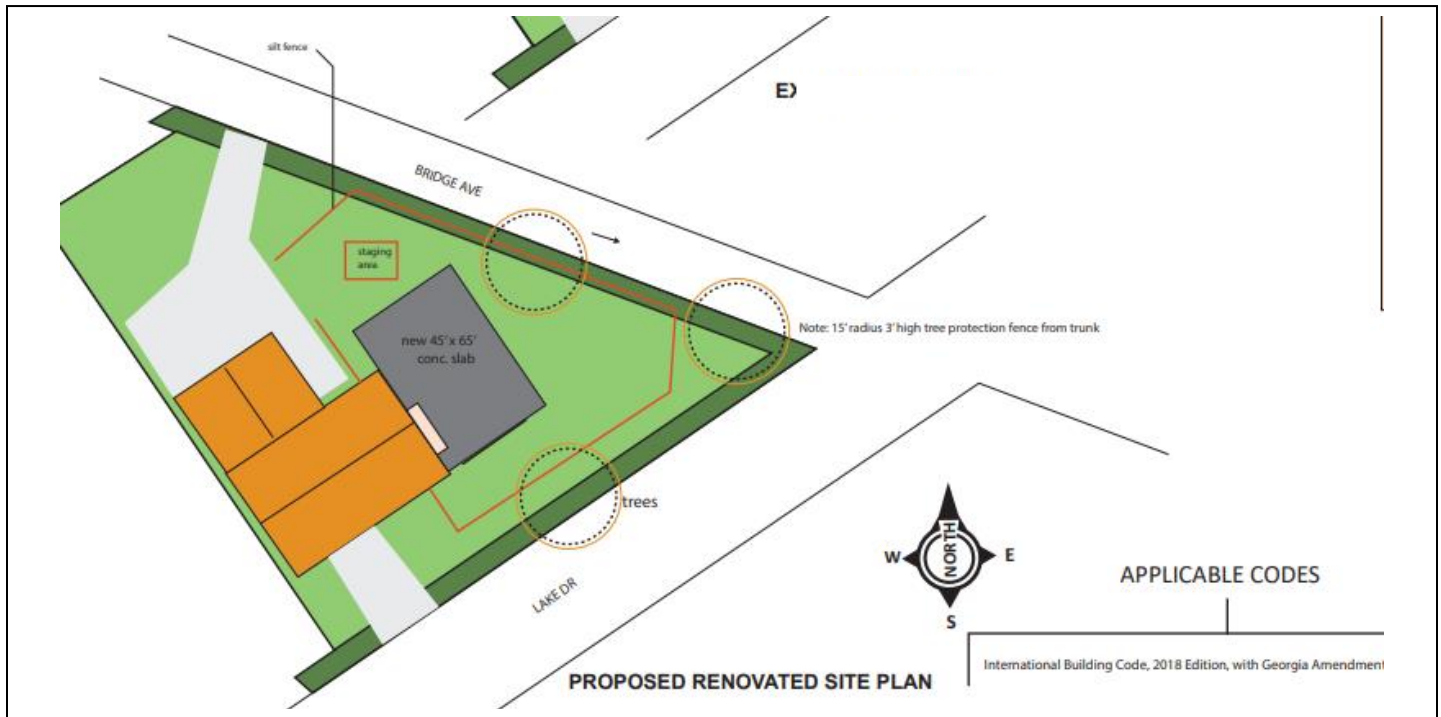 silt fence
EX
BRIDGE AVE
staging
area
new 45' x 65'
conc. slab
Note: 15' radius 3' high tree protection fence from trunk
trees
LAKE DR
NORTH
W
E
S
APPLICABLE CODES
International Building Code, 2018 Edition, with Georgia Amendment
PROPOSED RENOVATED SITE PLAN